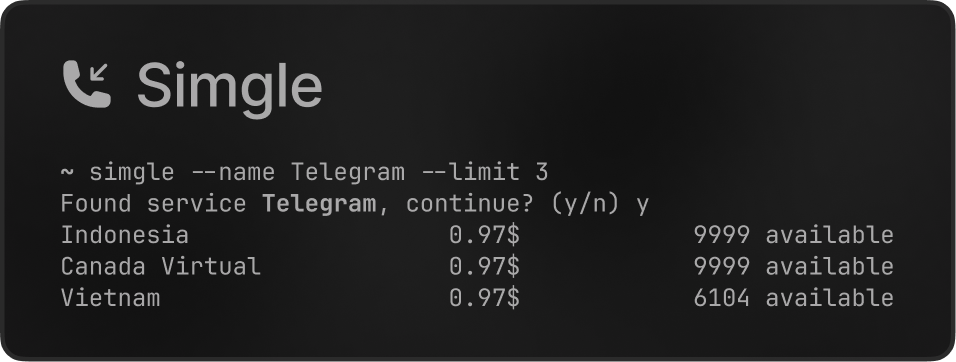 Simgle
~ simgle --name Telegram --limit 3
Found service Telegram, continue? (y/n) y
Indonesia 0.97$ 9999 available
Canada Virtual 0.97$ 9999 available
Vietnam 0.97$ 6104 available